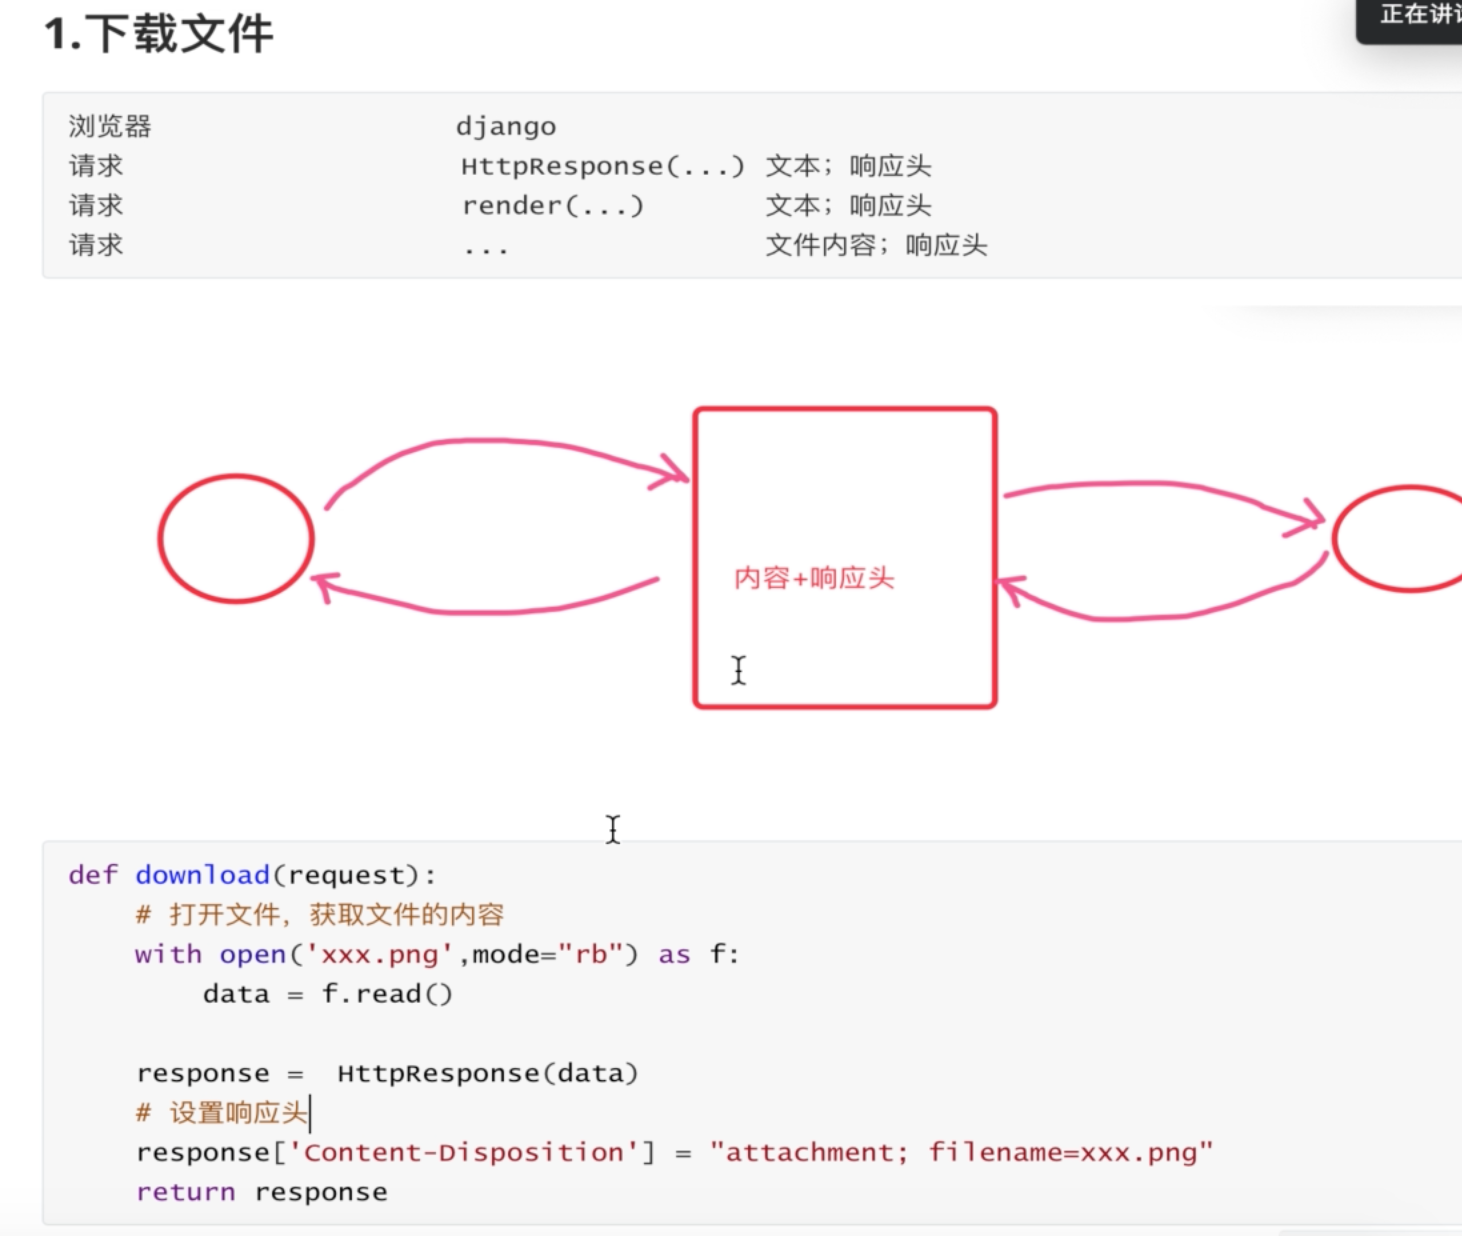 1.下载文件
正在讲
浏览器 django
请求 HttpResponse(...) 文本；响应头
请求 render(...) 文本；响应头
请求 ... 文件内容；响应头
内容+响应头
def download(request):
# 打开文件，获取文件的内容
with open('xxx.png',mode="rb") as f:
data = f.read()
response = HttpResponse(data)
# 设置响应头
response['Content-Disposition'] = "attachment; filename=xxx.png"
return response